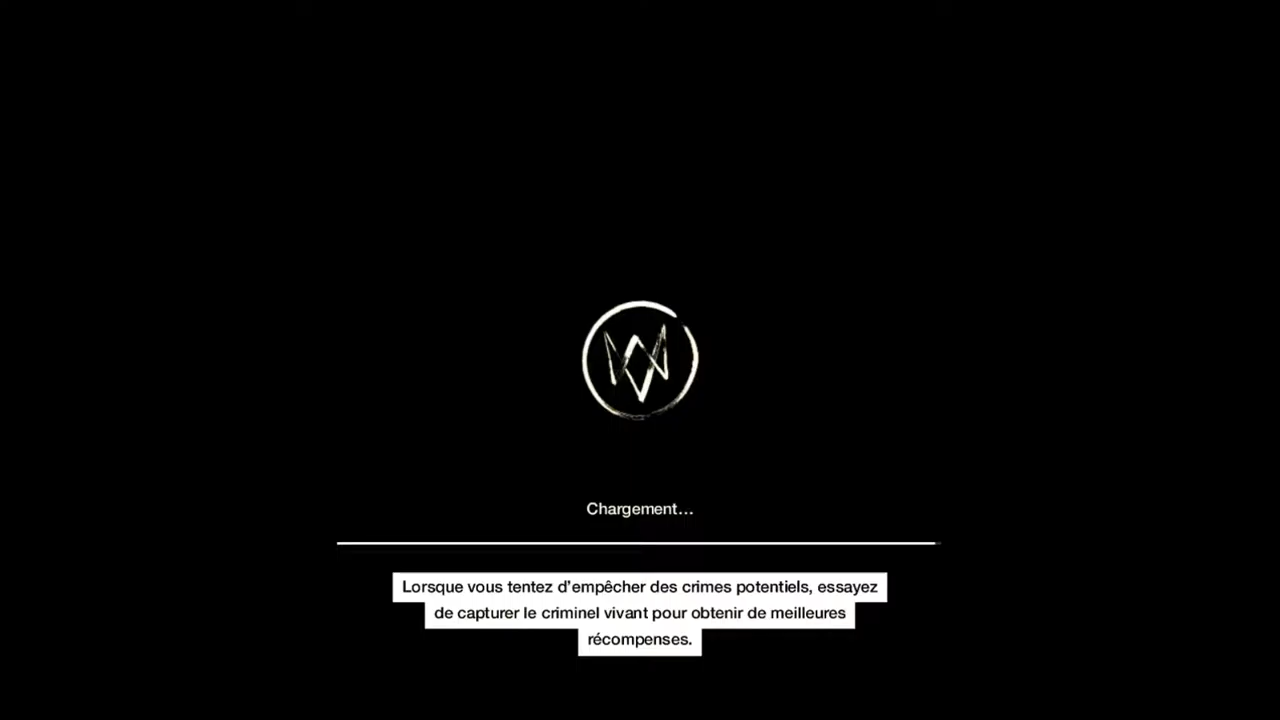 Chargement...
Lorsque vous tentez d'empêcher des crimes potentiels, essayez
de capturer le criminel vivant pour obtenir de meilleures
récompenses.